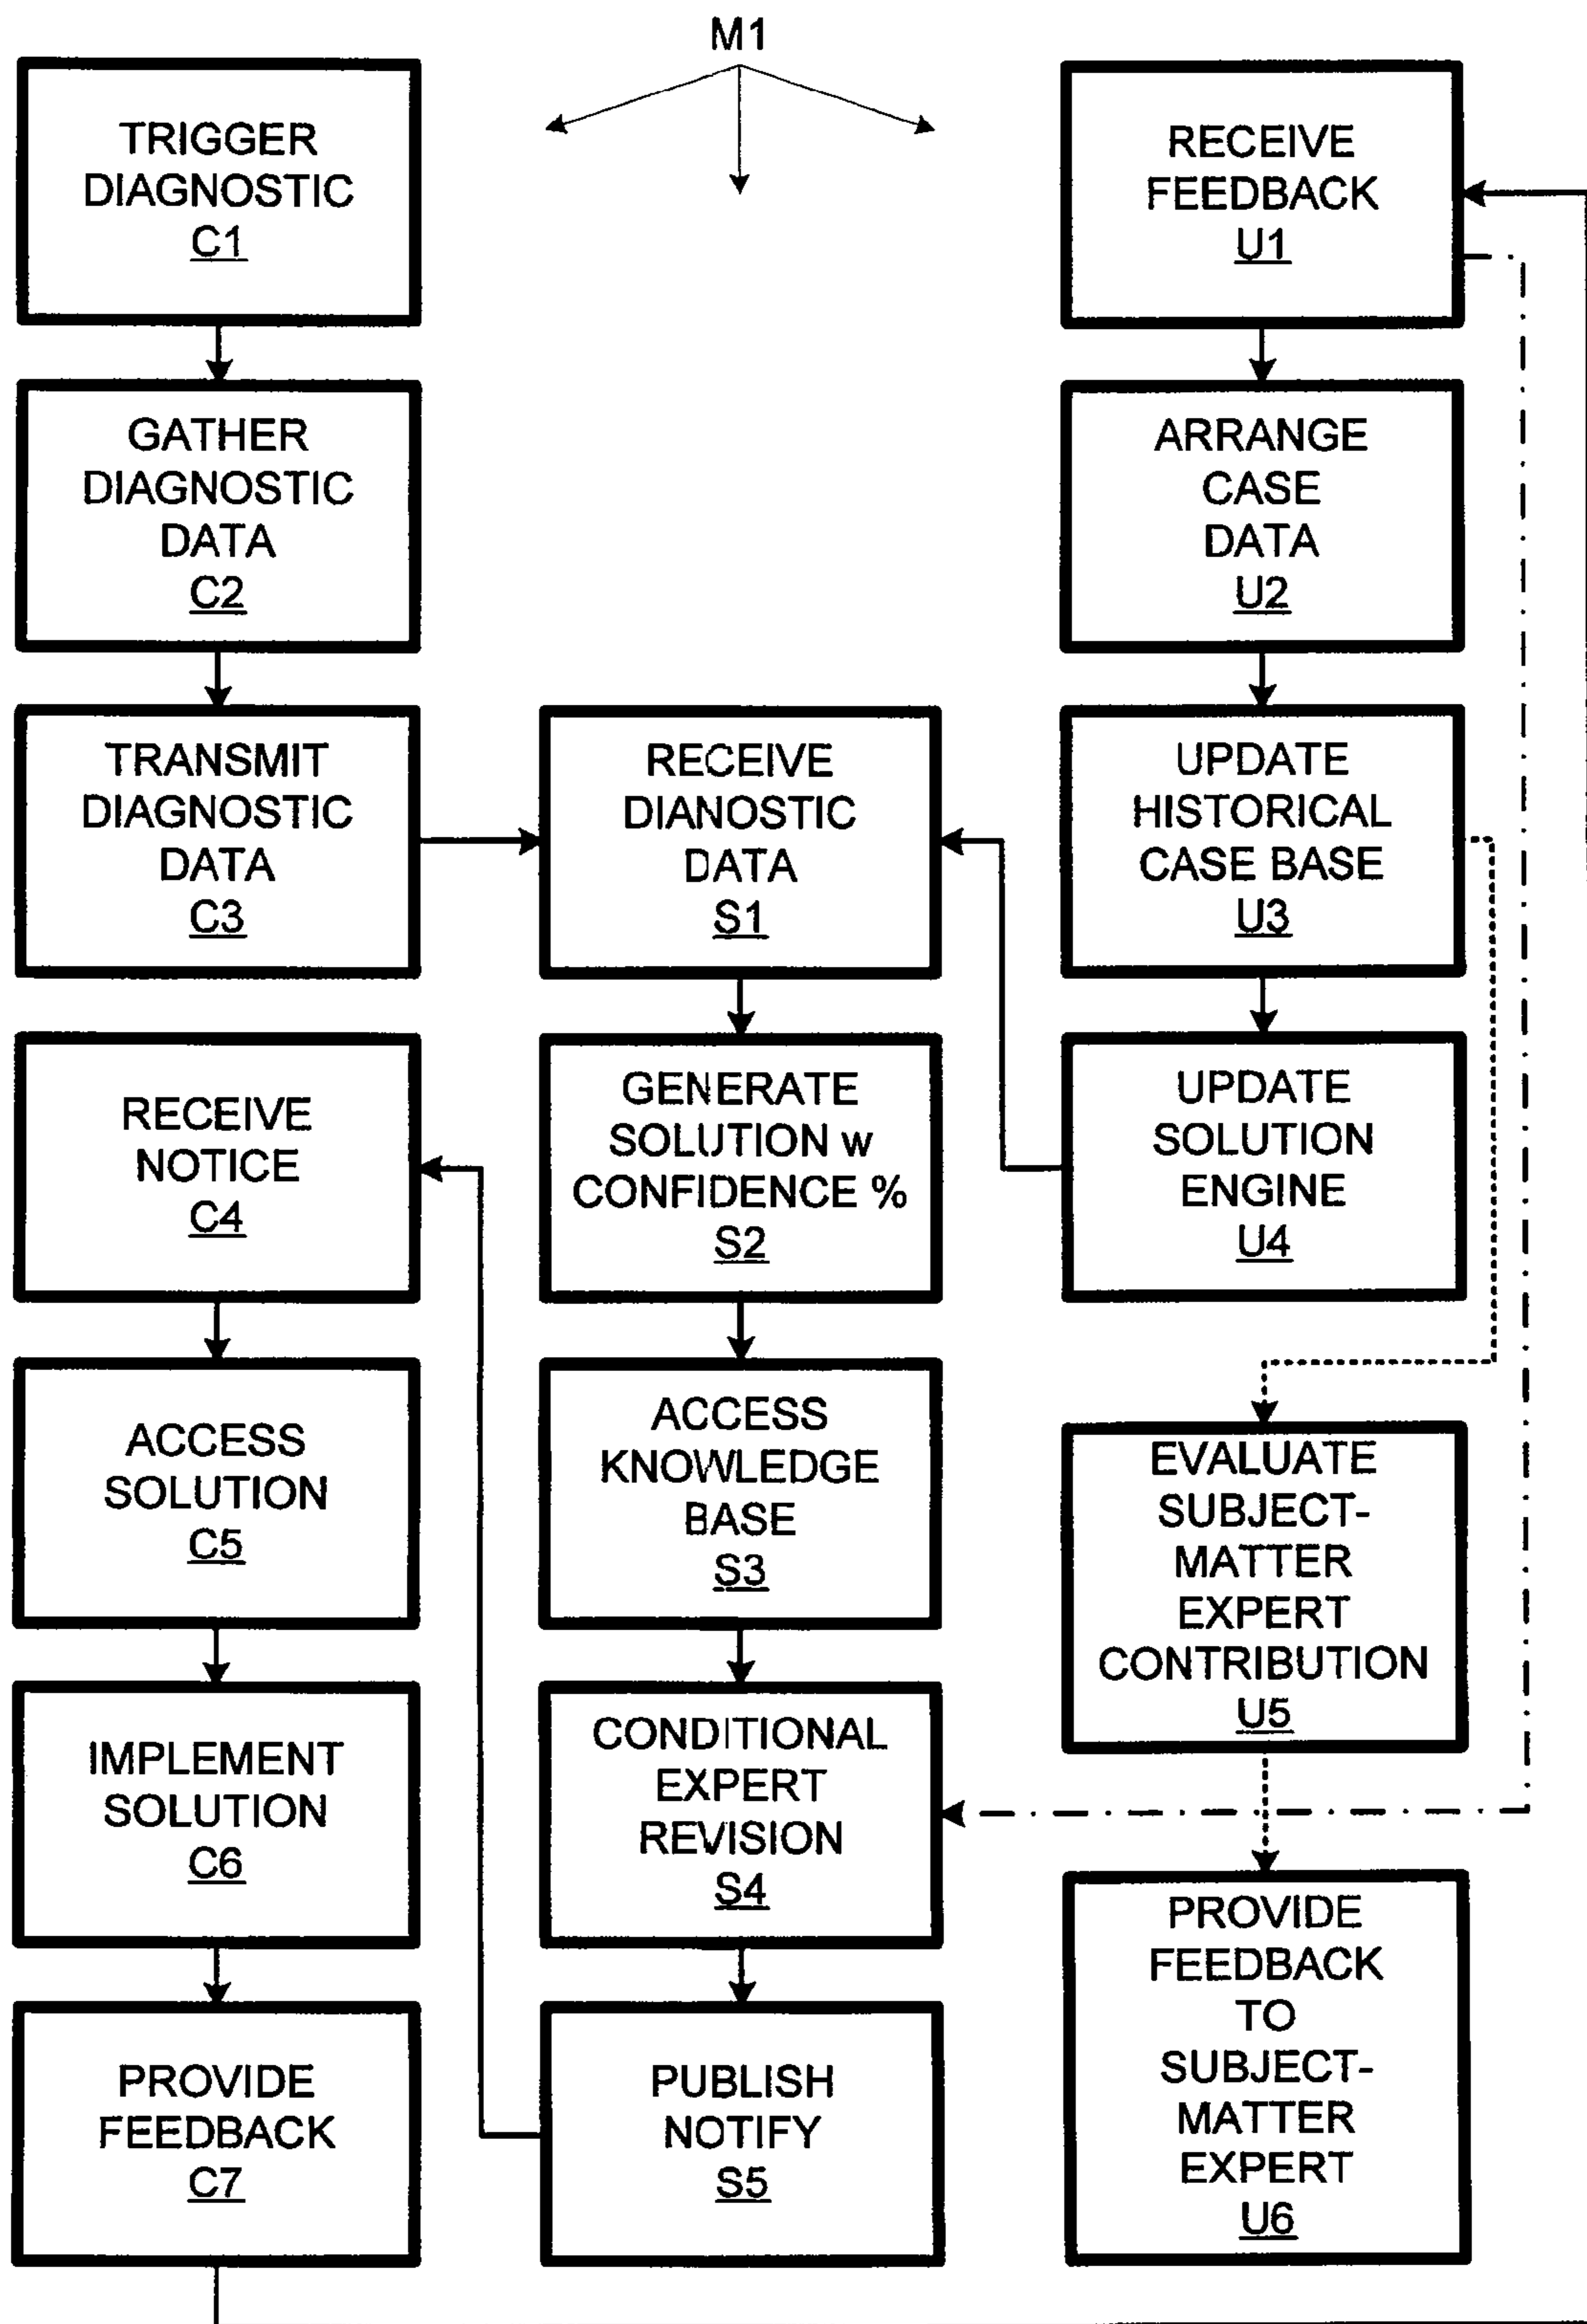 M1
TRIGGER
DIAGNOSTIC
C1
GATHER
DIAGNOSTIC
DATA
C2
TRANSMIT
DIAGNOSTIC
DATA
C3
RECEIVE
NOTICE
C4
ACCESS
SOLUTION
C5
IMPLEMENT
SOLUTION
C6
PROVIDE
FEEDBACK
C7
RECEIVE
DIANOSTIC
DATA
S1
GENERATE
SOLUTION w
CONFIDENCE %
S2
ACCESS
KNOWLEDGE
BASE
S3
CONDITIONAL
EXPERT
REVISION
S4
PUBLISH
NOTIFY
S5
RECEIVE
FEEDBACK
U1
ARRANGE
CASE
DATA
U2
UPDATE
HISTORICAL
CASE BASE
U3
UPDATE
SOLUTION
ENGINE
U4
EVALUATE
SUBJECT-
MATTER
EXPERT
CONTRIBUTION
U5
PROVIDE
FEEDBACK
TO
SUBJECT-
MATTER
EXPERT
U6